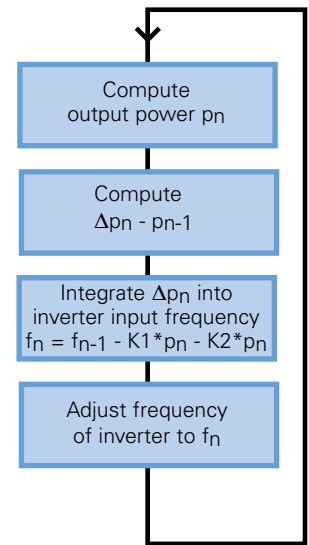 Compute
output power pn
Compute
Δpn - pn-1
Integrate Δpn into
inverter input frequency
fn = fn-1 - K1*pn - K2*pn
Adjust frequency
of inverter to fn